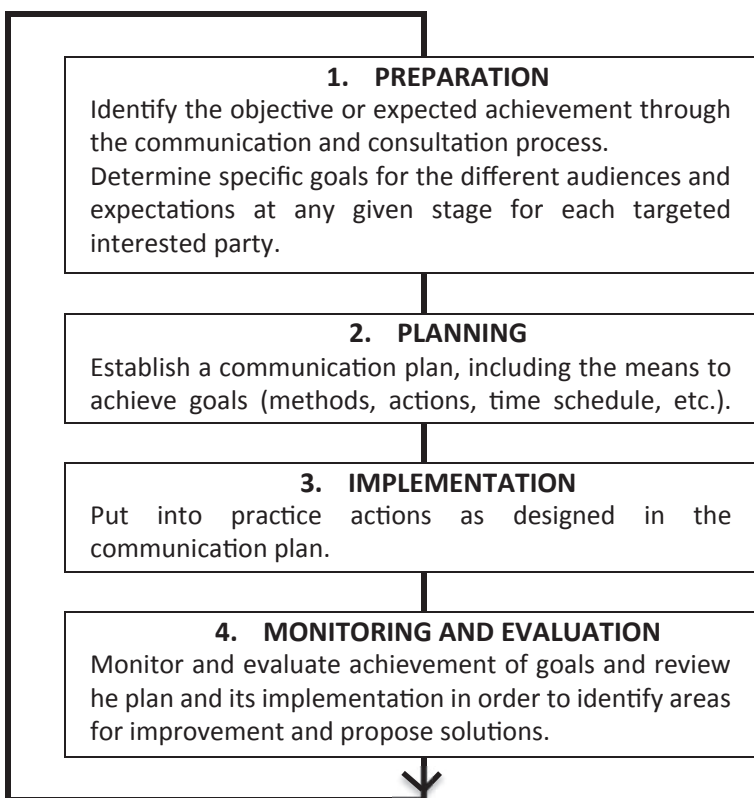 1. PREPARATION
Identify the objective or expected achievement through
the communication and consultation process.
Determine specific goals for the different audiences and
expectations at any given stage for each targeted
interested party.
2. PLANNING
Establish a communication plan, including the means to
achieve goals (methods, actions, time schedule, etc.).
3. IMPLEMENTATION
Put into practice actions as designed in the
communication plan.
4. MONITORING AND EVALUATION
Monitor and evaluate achievement of goals and review
he plan and its implementation in order to identify areas
for improvement and propose solutions.